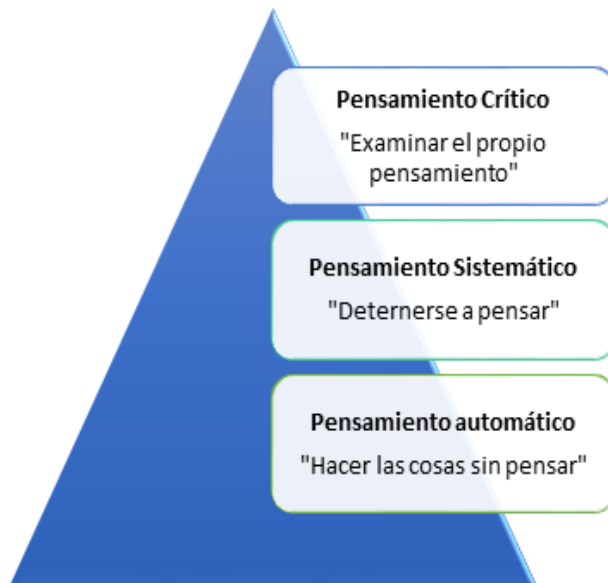 Pensamiento Crítico
"Examinar el propio
pensamiento"
Pensamiento Sistemático
"Deternerse a pensar"
Pensamiento automático
"Hacer las cosas sin pensar"